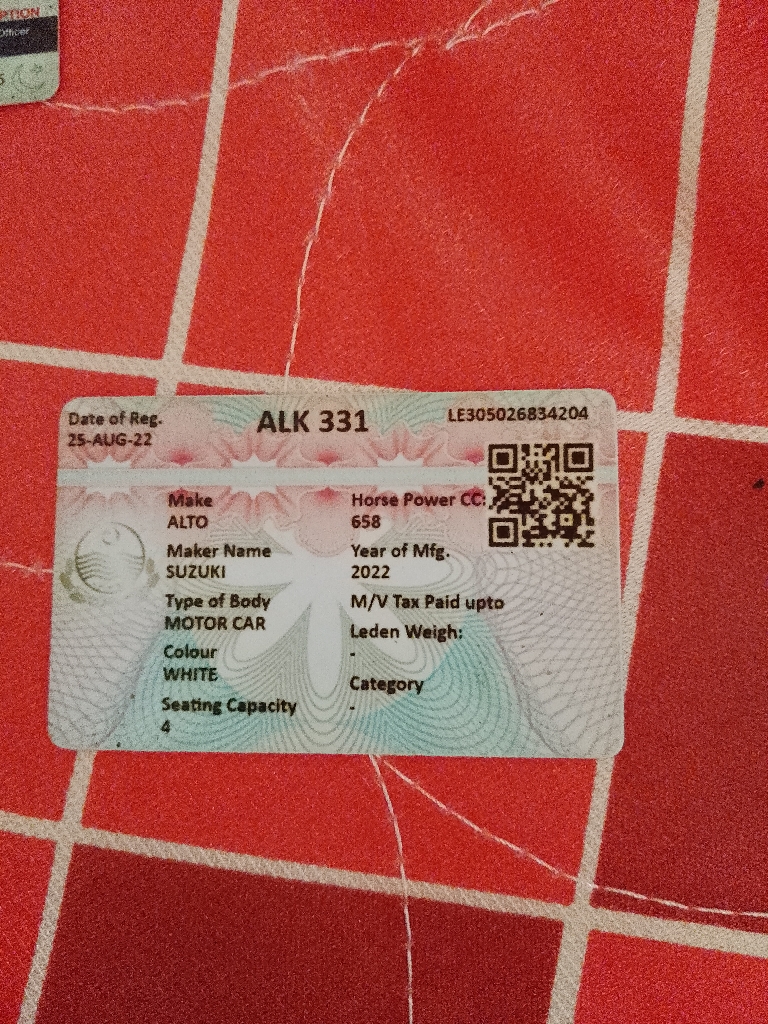 PTION
Officer
Date of Reg.
25-AUG-22
ALK 331
LE305026834204
Make
ALTO
Maker Name
SUZUKI
Type of Body
MOTOR CAR
Colour
WHITE
Seating Capacity
4
Horse Power CC:
658
Year of Mfg.
2022
M/V Tax Paid upto
Leden Weigh:
-
Category
-